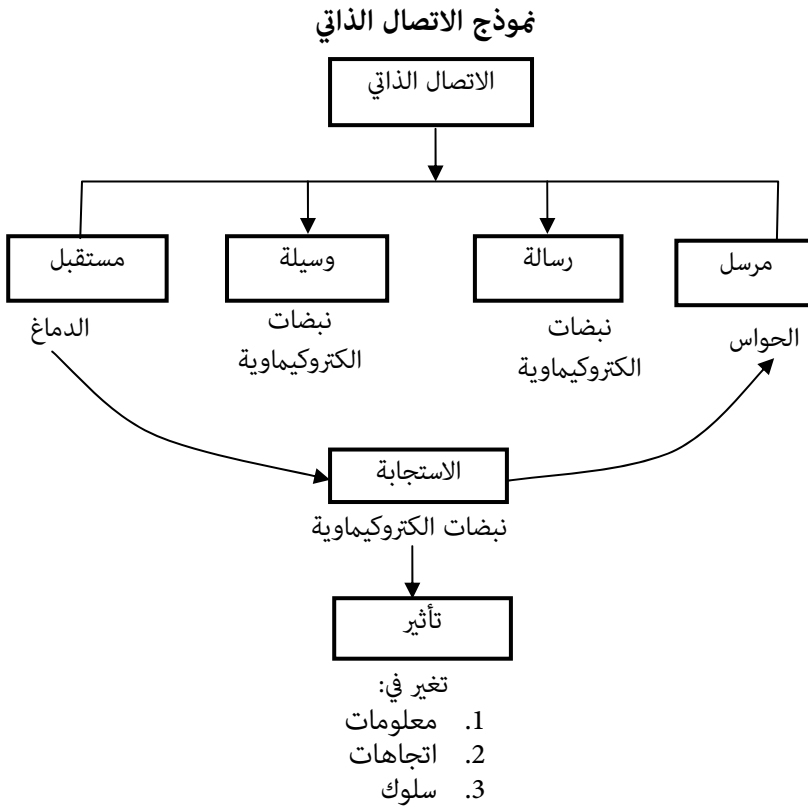 نموذج الاتصال الذاتي
الاتصال الذاتي
مرسل
الحواس
رسالة
نبضات
الكتروكيماوية
وسيلة
نبضات
الكتروكيماوية
مستقبل
الدماغ
الاستجابة
نبضات الكتروكيماوية
تأثير
تغير في:
1. معلومات
2. اتجاهات
3. سلوك